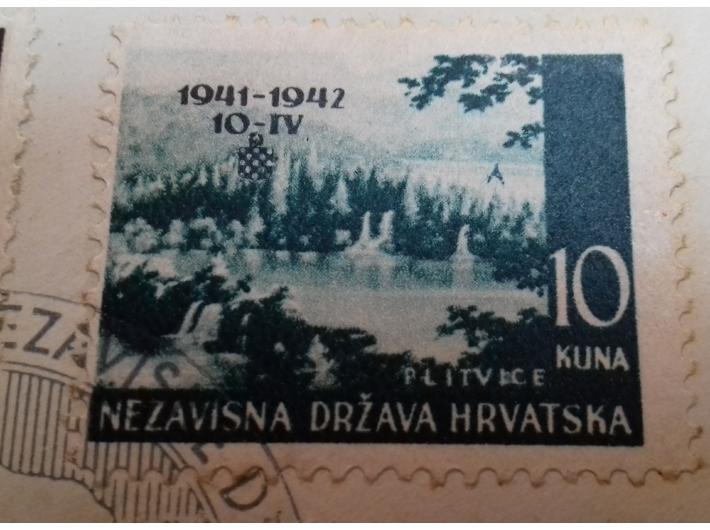 1941-1942
10-IV
10
KUNA
PLITVICE
NEZAVISNA DRŽAVA HRVATSKA